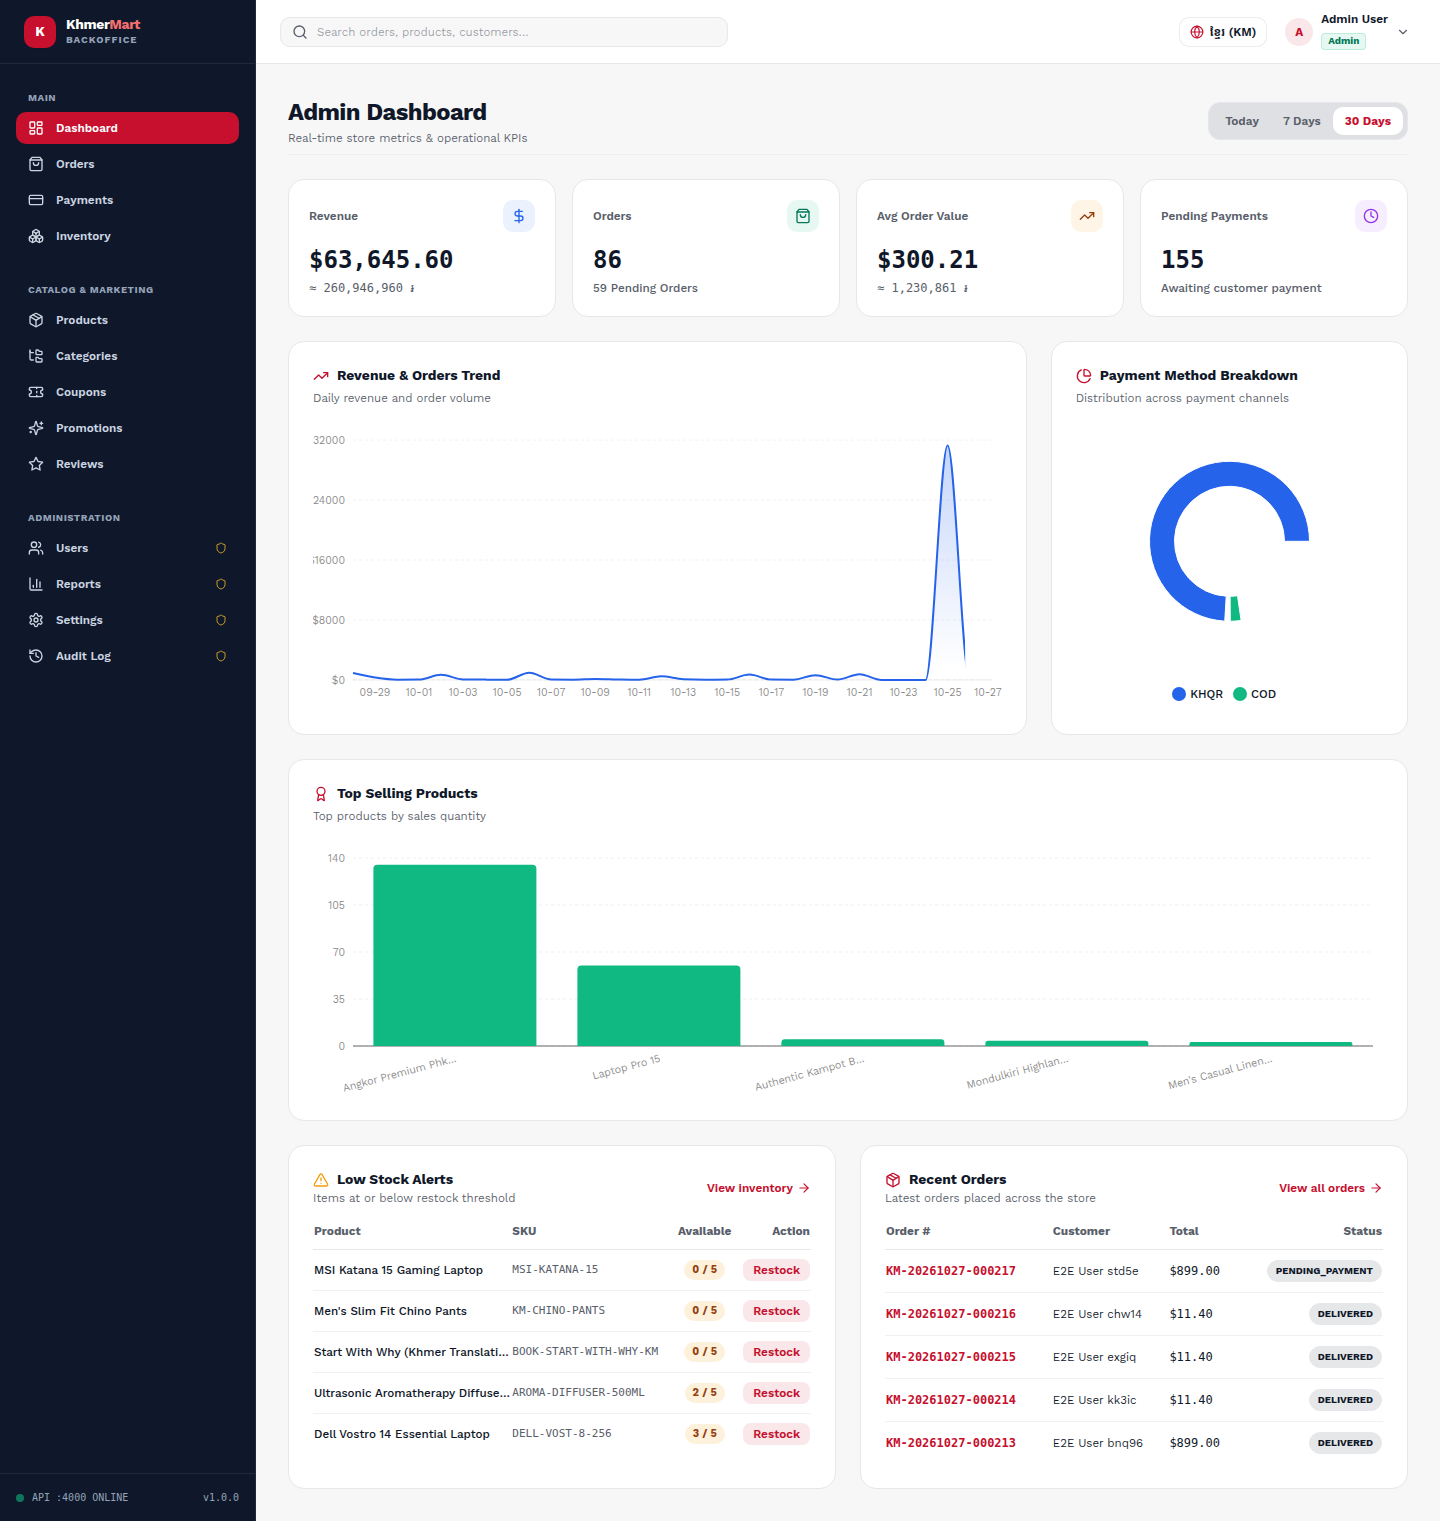 K
KhmerMart
BACKOFFICE
Search orders, products, customers...
ខ្មែរ (KM)
A
Admin User
Admin
MAIN
Dashboard
Orders
Payments
Inventory
CATALOG & MARKETING
Products
Categories
Coupons
Promotions
Reviews
ADMINISTRATION
Users
Reports
Settings
Audit Log
API :4000 ONLINE
v1.0.0
Admin Dashboard
Real-time store metrics & operational KPIs
Today
7 Days
30 Days
Revenue
$63,645.60
≈ 260,946,960 ៛
Orders
86
59 Pending Orders
Avg Order Value
$300.21
≈ 1,230,861 ៛
Pending Payments
155
Awaiting customer payment
Revenue & Orders Trend
Daily revenue and order volume
32000
24000
16000
$8000
$0
09-29 10-01 10-03 10-05 10-07 10-09 10-11 10-13 10-15 10-17 10-19 10-21 10-23 10-25 10-27
Payment Method Breakdown
Distribution across payment channels
KHQR COD
Top Selling Products
Top products by sales quantity
140
105
70
35
0
Angkor Premium Phk...
Laptop Pro 15
Authentic Kampot B...
Mondulkiri Highlan...
Men's Casual Linen...
Low Stock Alerts
Items at or below restock threshold
View inventory
Product SKU Available Action
MSI Katana 15 Gaming Laptop MSI-KATANA-15 0 / 5 Restock
Men's Slim Fit Chino Pants KM-CHINO-PANTS 0 / 5 Restock
Start With Why (Khmer Translati... BOOK-START-WITH-WHY-KM 0 / 5 Restock
Ultrasonic Aromatherapy Diffuse... AROMA-DIFFUSER-500ML 2 / 5 Restock
Dell Vostro 14 Essential Laptop DELL-VOST-8-256 3 / 5 Restock
Recent Orders
Latest orders placed across the store
View all orders
Order # Customer Total Status
KM-20261027-000217 E2E User std5e $899.00 PENDING_PAYMENT
KM-20261027-000216 E2E User chw14 $11.40 DELIVERED
KM-20261027-000215 E2E User exgiq $11.40 DELIVERED
KM-20261027-000214 E2E User kk3ic $11.40 DELIVERED
KM-20261027-000213 E2E User bnq96 $899.00 DELIVERED